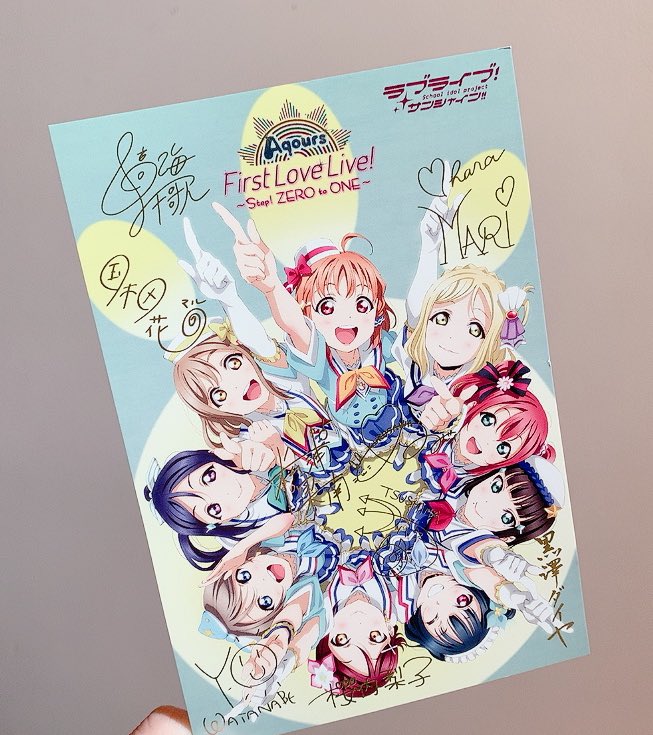 ラブライブ!
School idol project
サンシャイン!!
Aqours
First Love Live!
~Step! ZERO to ONE~
高海千歌
Ohara
MARI
国木田
花丸
黒澤ダイヤ
YOU
WATANABE
桜内梨子